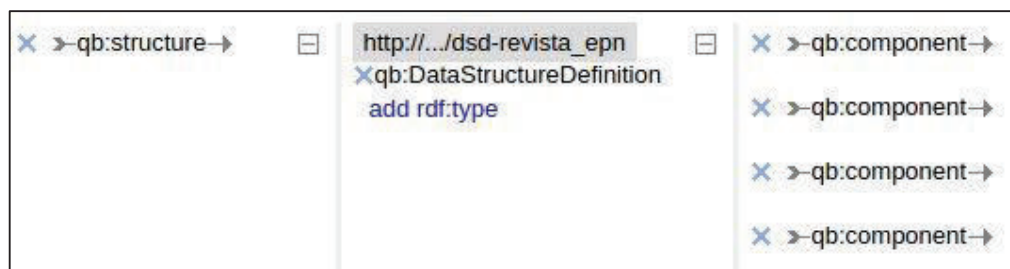 × qb:structure
http://.../dsd-revista_epn
× qb:DataStructureDefinition
add rdf:type
× qb:component
× qb:component
× qb:component
× qb:component